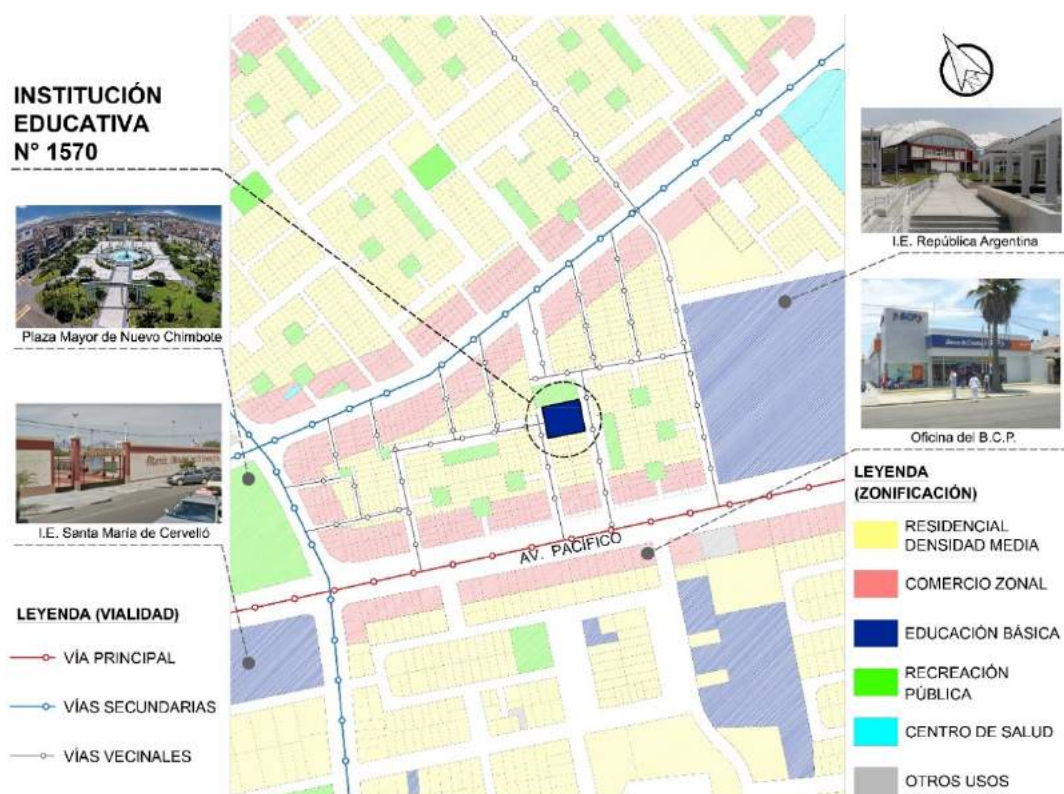 INSTITUCIÓN
EDUCATIVA
N° 1570
Plaza Mayor de Nuevo Chimbote
I.E. Santa María de Cervelló
LEYENDA (VIALIDAD)
VÍA PRINCIPAL
VÍAS SECUNDARIAS
VÍAS VECINALES
AV. PACIFICO
I.E. República Argentina
BCP
Oficina del B.C.P.
LEYENDA
(ZONIFICACIÓN)
RESIDENCIAL
DENSIDAD MEDIA
COMERCIO ZONAL
EDUCACIÓN BÁSICA
RECREACIÓN
PÚBLICA
CENTRO DE SALUD
OTROS USOS